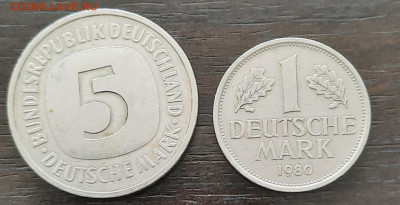 BUNDESREPUBLIK DEUTSCHLAND
5
DEUTSCHE MARK
1
DEUTSCHE
MARK
1980